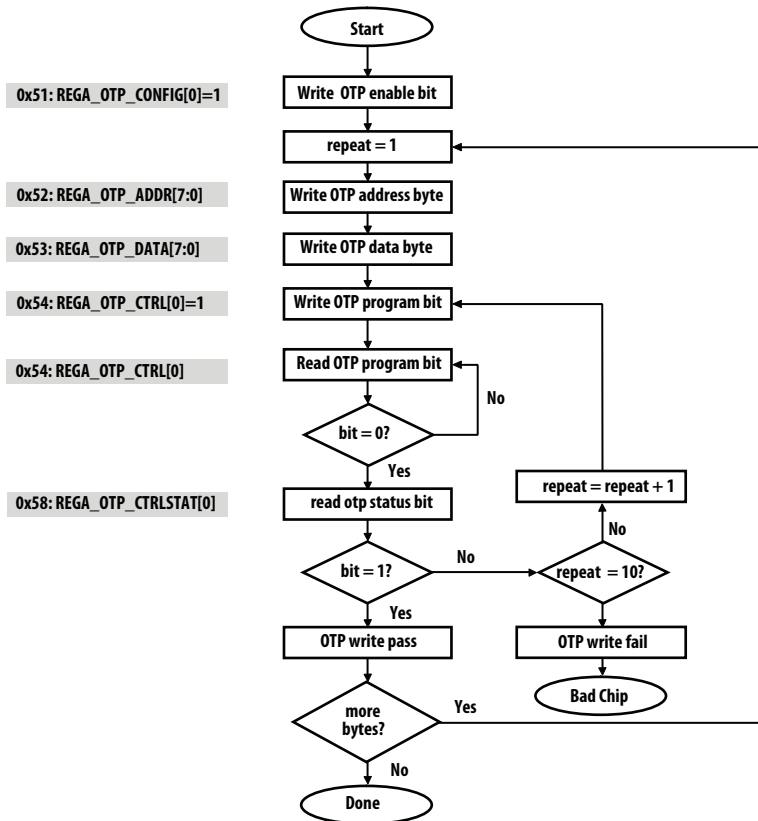 Start
0x51: REGA_OTP_CONFIG[0]=1
Write OTP enable bit
repeat = 1
0x52: REGA_OTP_ADDR[7:0]
Write OTP address byte
0x53: REGA_OTP_DATA[7:0]
Write OTP data byte
0x54: REGA_OTP_CTRL[0]=1
Write OTP program bit
0x54: REGA_OTP_CTRL[0]
Read OTP program bit
No
bit = 0?
Yes
0x58: REGA_OTP_CTRLSTAT[0]
read otp status bit
repeat = repeat + 1
No
bit = 1?
No
repeat = 10?
Yes
OTP write pass
OTP write fail
Bad Chip
more
bytes?
Yes
No
Done